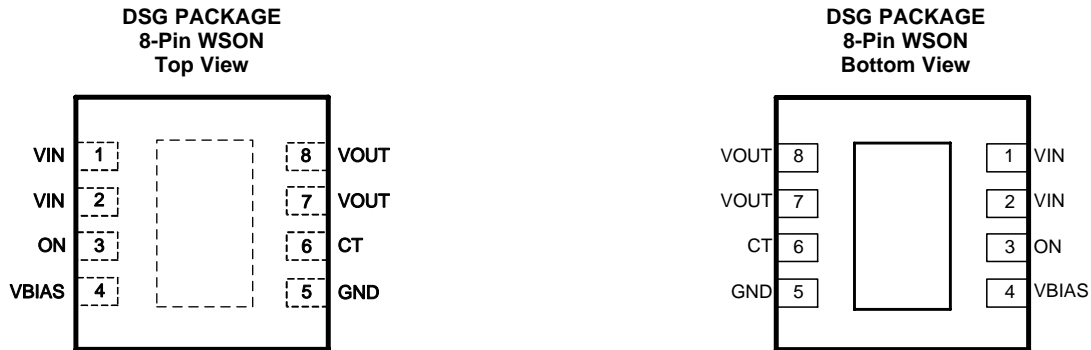 DSG PACKAGE
8-Pin WSON
Top View
VIN 1 8 VOUT
VIN 2 7 VOUT
ON 3 6 CT
VBIAS 4 5 GND
DSG PACKAGE
8-Pin WSON
Bottom View
VOUT 8 1 VIN
VOUT 7 2 VIN
CT 6 3 ON
GND 5 4 VBIAS